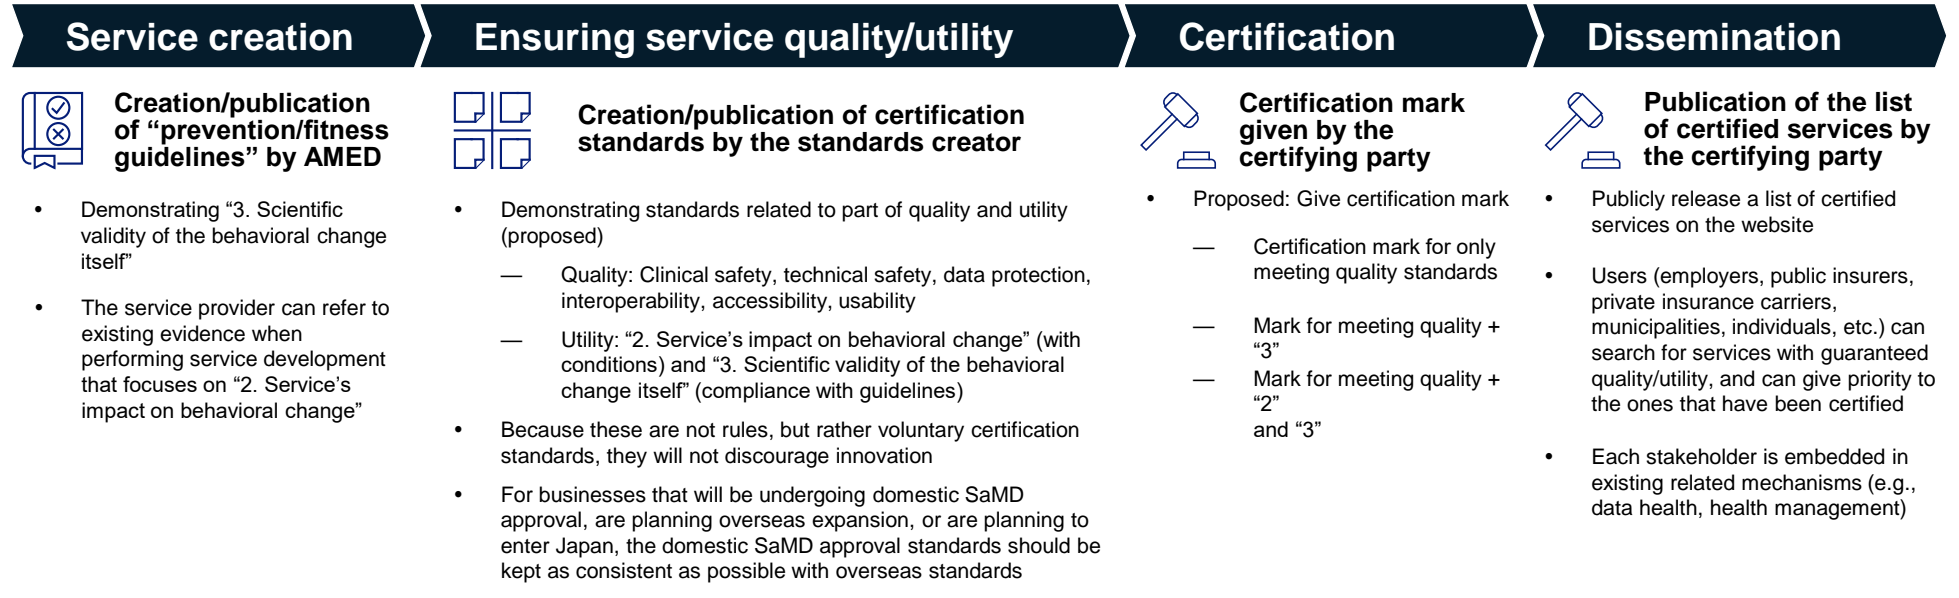 Service creation
Ensuring service quality/utility
Certification
Dissemination
Creation/publication
of “prevention/fitness
guidelines” by AMED
• Demonstrating “3. Scientific
validity of the behavioral change
itself”
• The service provider can refer to
existing evidence when
performing service development
that focuses on “2. Service’s
impact on behavioral change”
Creation/publication of certification
standards by the standards creator
• Demonstrating standards related to part of quality and utility
(proposed)
— Quality: Clinical safety, technical safety, data protection,
interoperability, accessibility, usability
— Utility: “2. Service’s impact on behavioral change” (with
conditions) and “3. Scientific validity of the behavioral
change itself” (compliance with guidelines)
• Because these are not rules, but rather voluntary certification
standards, they will not discourage innovation
• For businesses that will be undergoing domestic SaMD
approval, are planning overseas expansion, or are planning to
enter Japan, the domestic SaMD approval standards should be
kept as consistent as possible with overseas standards
Certification mark
given by the
certifying party
• Proposed: Give certification mark
— Certification mark for only
meeting quality standards
— Mark for meeting quality +
“3”
— Mark for meeting quality +
“2”
and “3”
Publication of the list
of certified services by
the certifying party
• Publicly release a list of certified
services on the website
• Users (employers, public insurers,
private insurance carriers,
municipalities, individuals, etc.) can
search for services with guaranteed
quality/utility, and can give priority to
the ones that have been certified
• Each stakeholder is embedded in
existing related mechanisms (e.g.,
data health, health management)